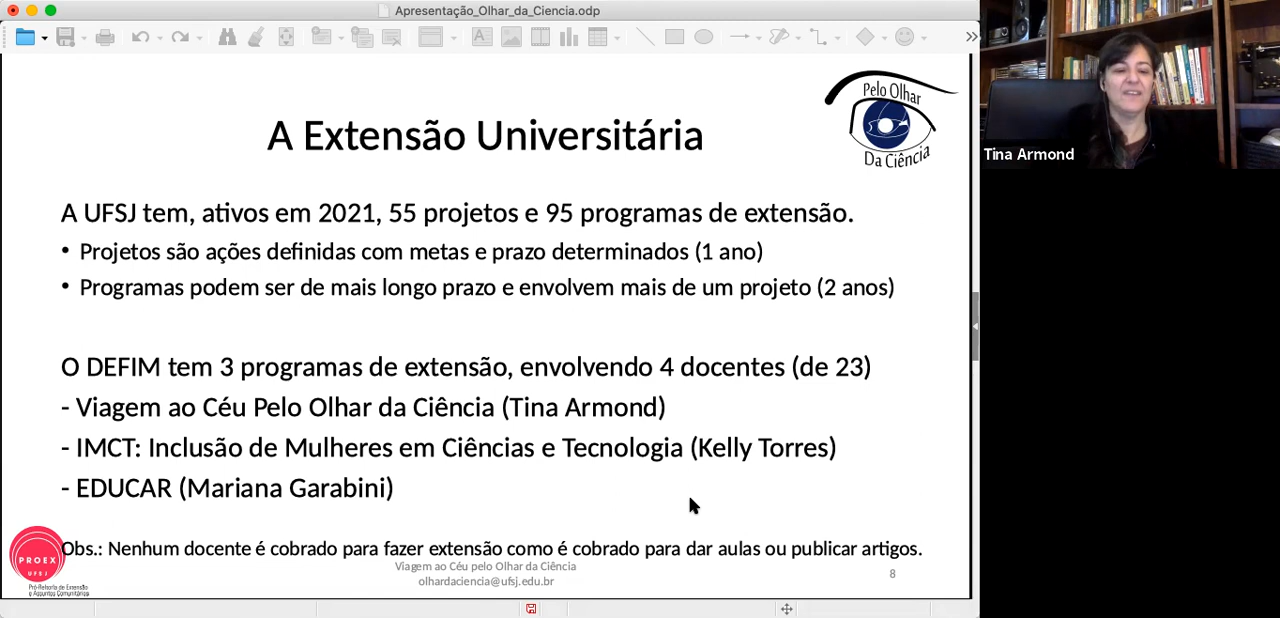 Apresentação_Olhar_da_Ciencia.odp
Pelo Olhar
Da Ciência
A Extensão Universitária
Tina Armond
A UFSJ tem, ativos em 2021, 55 projetos e 95 programas de extensão.
• Projetos são ações definidas com metas e prazo determinados (1 ano)
• Programas podem ser de mais longo prazo e envolvem mais de um projeto (2 anos)
O DEFIM tem 3 programas de extensão, envolvendo 4 docentes (de 23)
- Viagem ao Céu Pelo Olhar da Ciência (Tina Armond)
- IMCT: Inclusão de Mulheres em Ciências e Tecnologia (Kelly Torres)
- EDUCAR (Mariana Garabini)
Obs.: Nenhum docente é cobrado para fazer extensão como é cobrado para dar aulas ou publicar artigos.
PROEX
UFSJ
Pró-Reitoria de Extensão
e Assuntos Comunitários
Viagem ao Céu pelo Olhar da Ciência
olhardaciencia@ufsj.edu.br
8